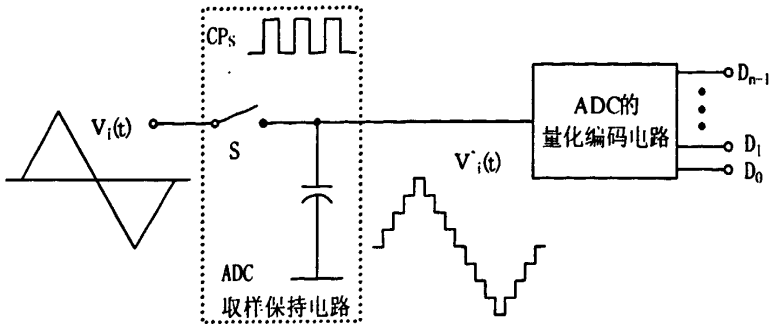 CPs
Vi(t)
S
ADC
取样保持电路
V*i(t)
ADC的
量化编码电路
Dn-1
D1
D0